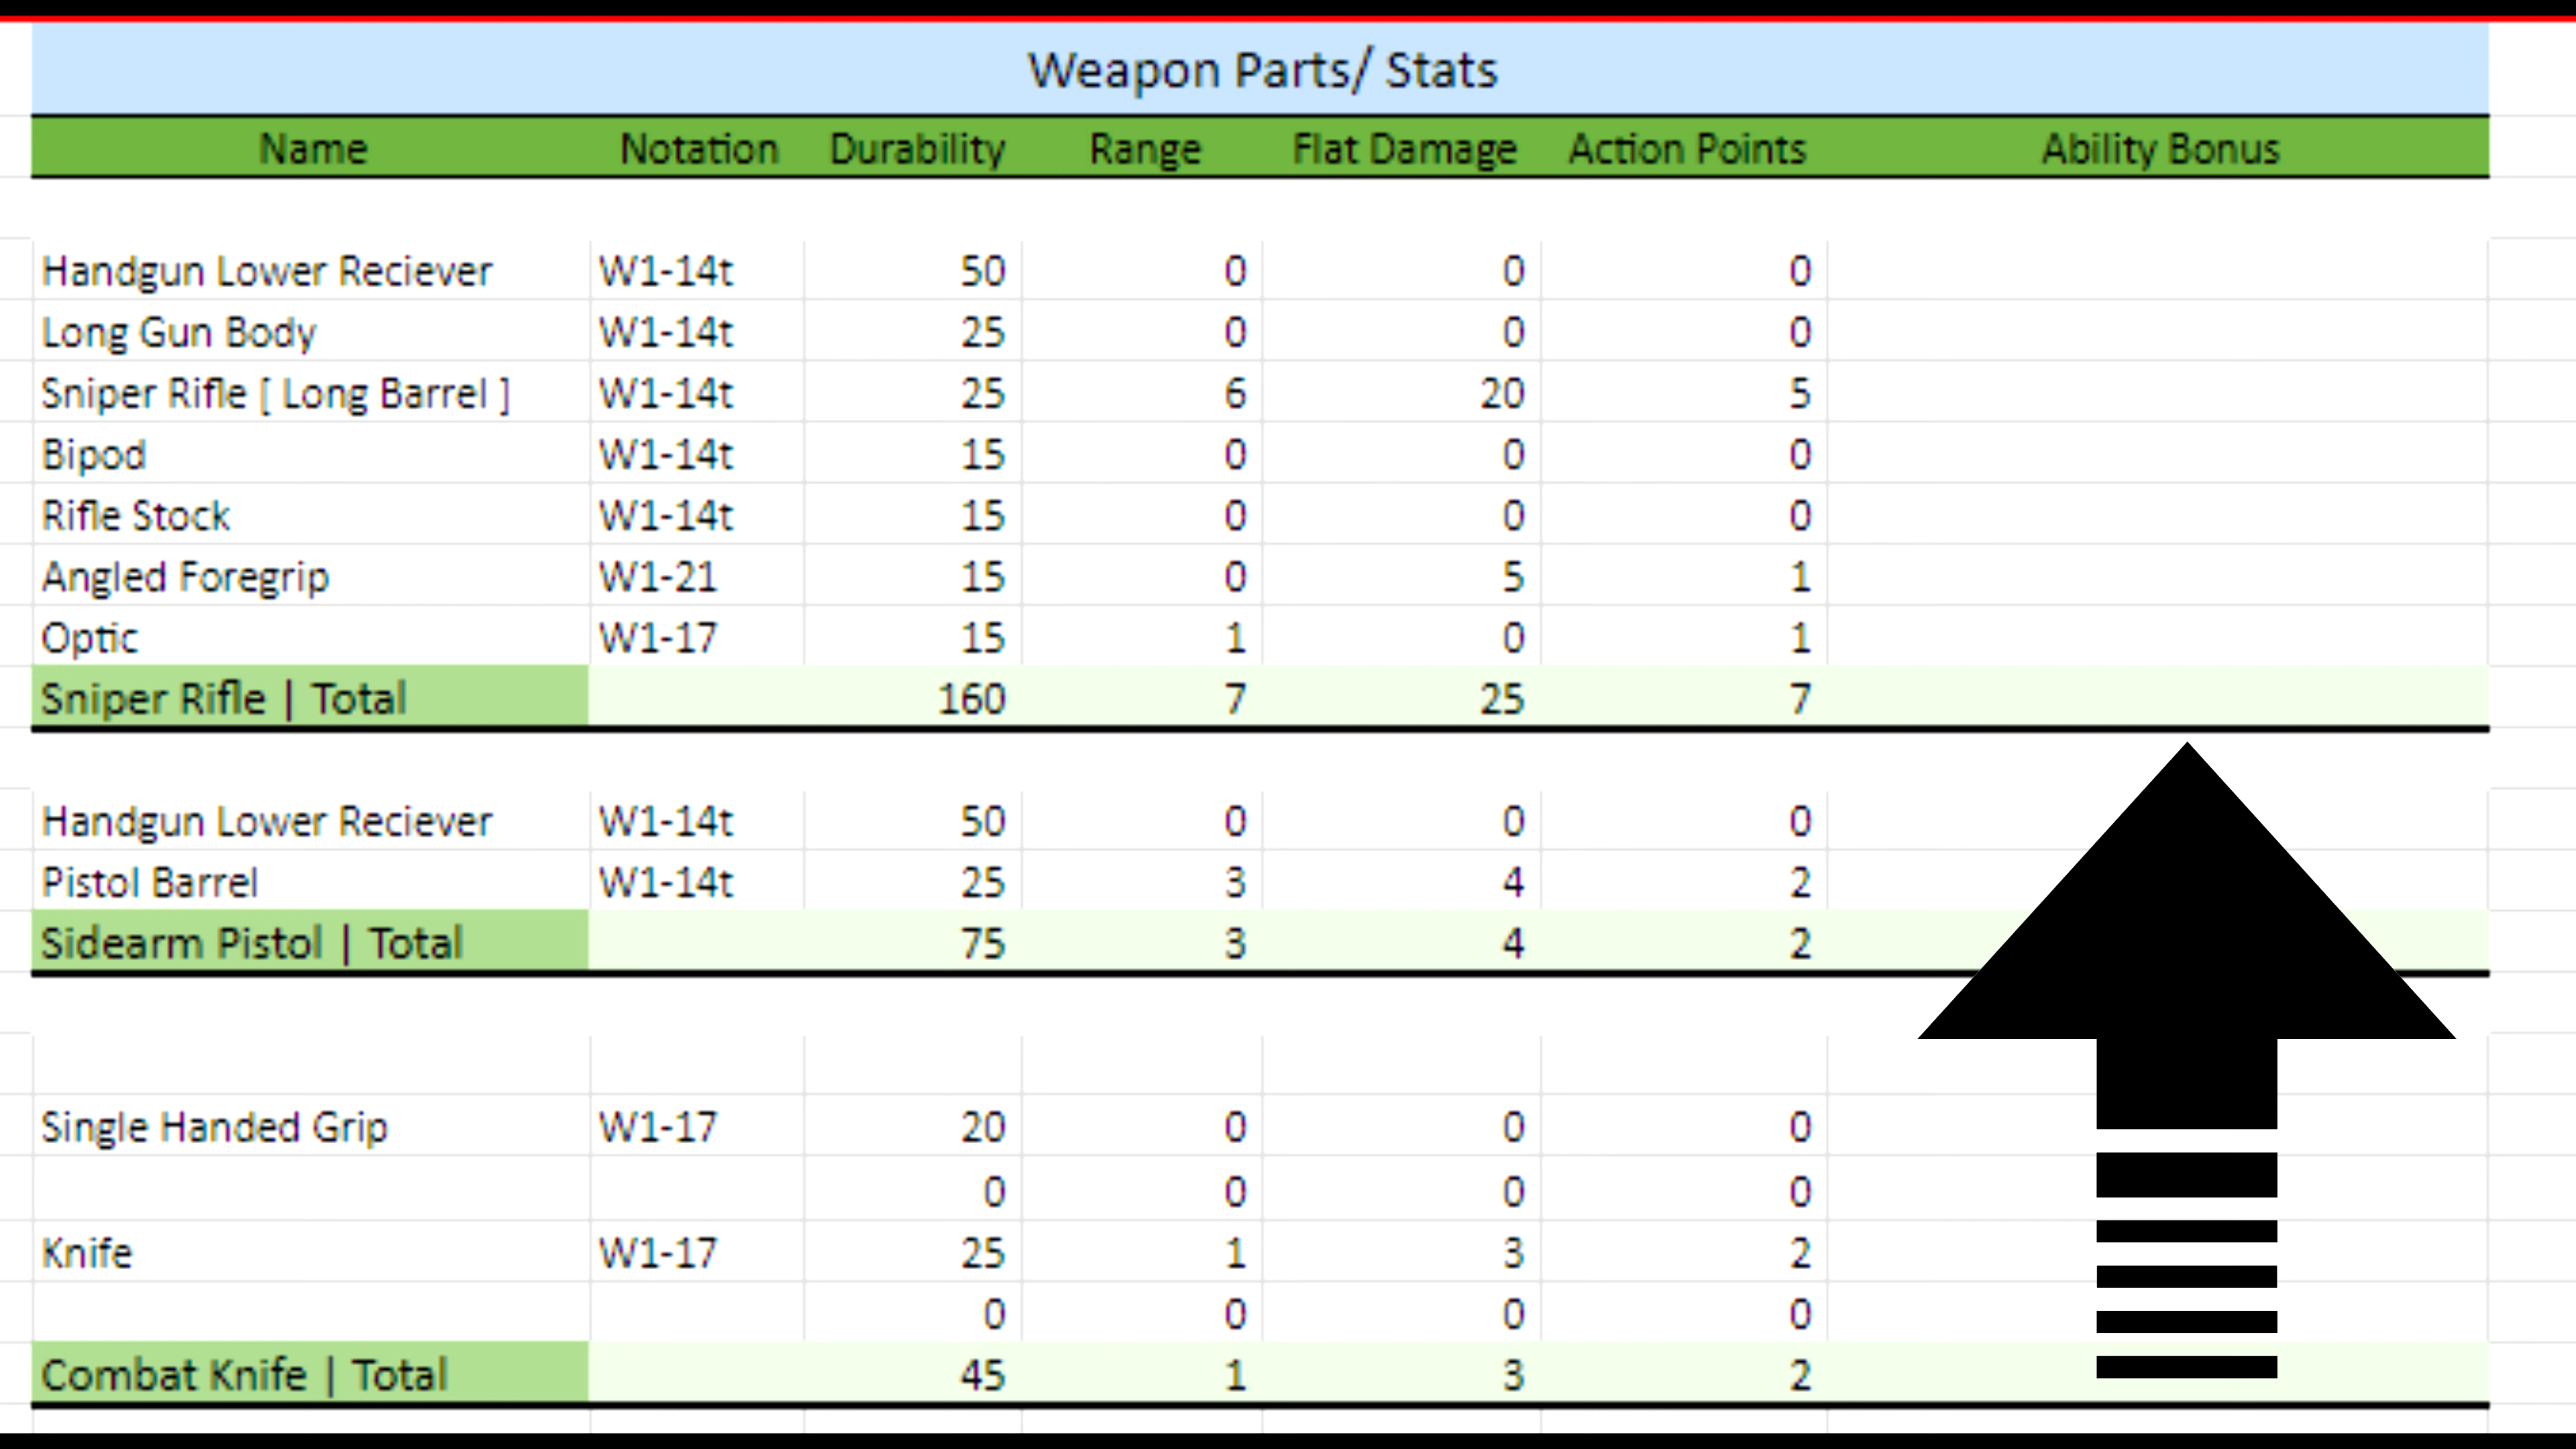 Weapon Parts/ Stats
Name Notation Durability Range Flat Damage Action Points Ability Bonus
Handgun Lower Reciever W1-14t 50 0 0 0
Long Gun Body W1-14t 25 0 0 0
Sniper Rifle [ Long Barrel ] W1-14t 25 6 20 5
Bipod W1-14t 15 0 0 0
Rifle Stock W1-14t 15 0 0 0
Angled Foregrip W1-21 15 0 5 1
Optic W1-17 15 1 0 1
Sniper Rifle | Total 160 7 25 7
Handgun Lower Reciever W1-14t 50 0 0 0
Pistol Barrel W1-14t 25 3 4 2
Sidearm Pistol | Total 75 3 4 2
Single Handed Grip W1-17 20 0 0 0
0 0 0 0
Knife W1-17 25 1 3 2
0 0 0 0
Combat Knife | Total 45 1 3 2